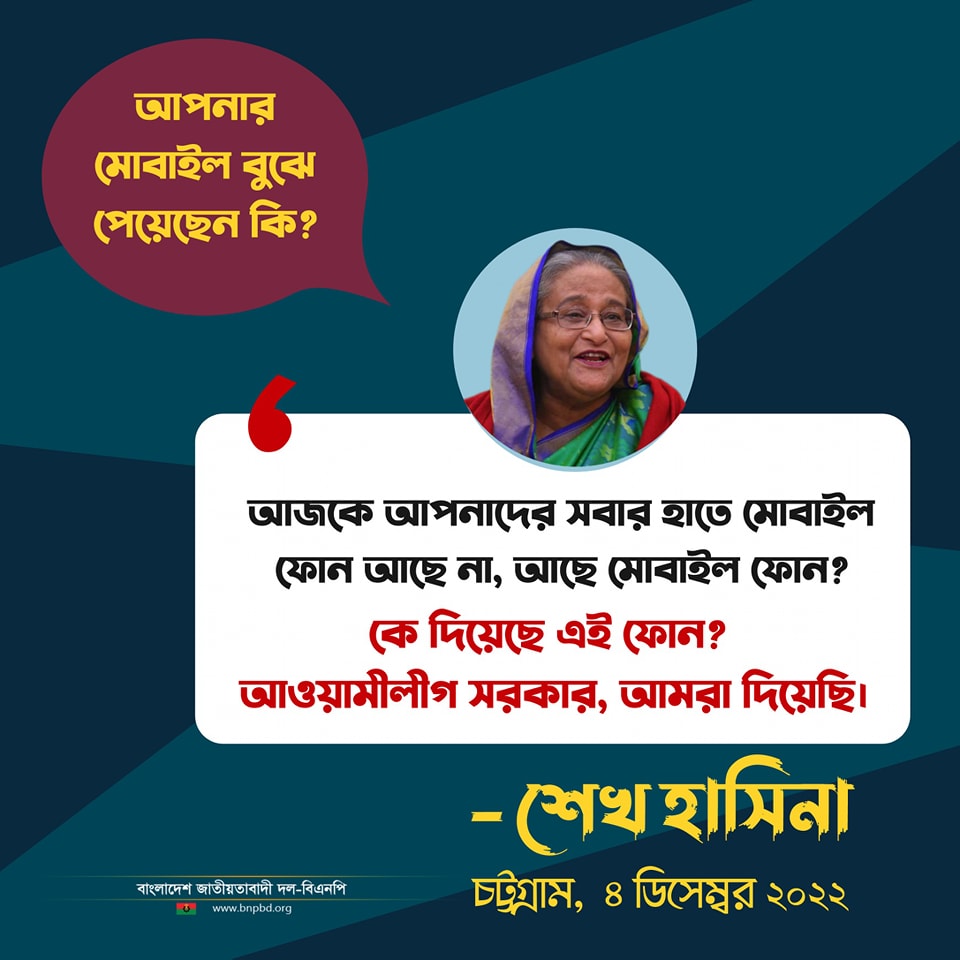 আপনার
মোবাইল বুঝে
পেয়েছেন কি?
আজকে আপনাদের সবার হাতে মোবাইল
ফোন আছে না, আছে মোবাইল ফোন?
কে দিয়েছে এই ফোন?
আওয়ামীলীগ সরকার, আমরা দিয়েছি।
– শেখ হাসিনা
চট্টগ্রাম, ৪ ডিসেম্বর ২০২২
বাংলাদেশ জাতীয়তাবাদী দল-বিএনপি
www.bnpbd.org